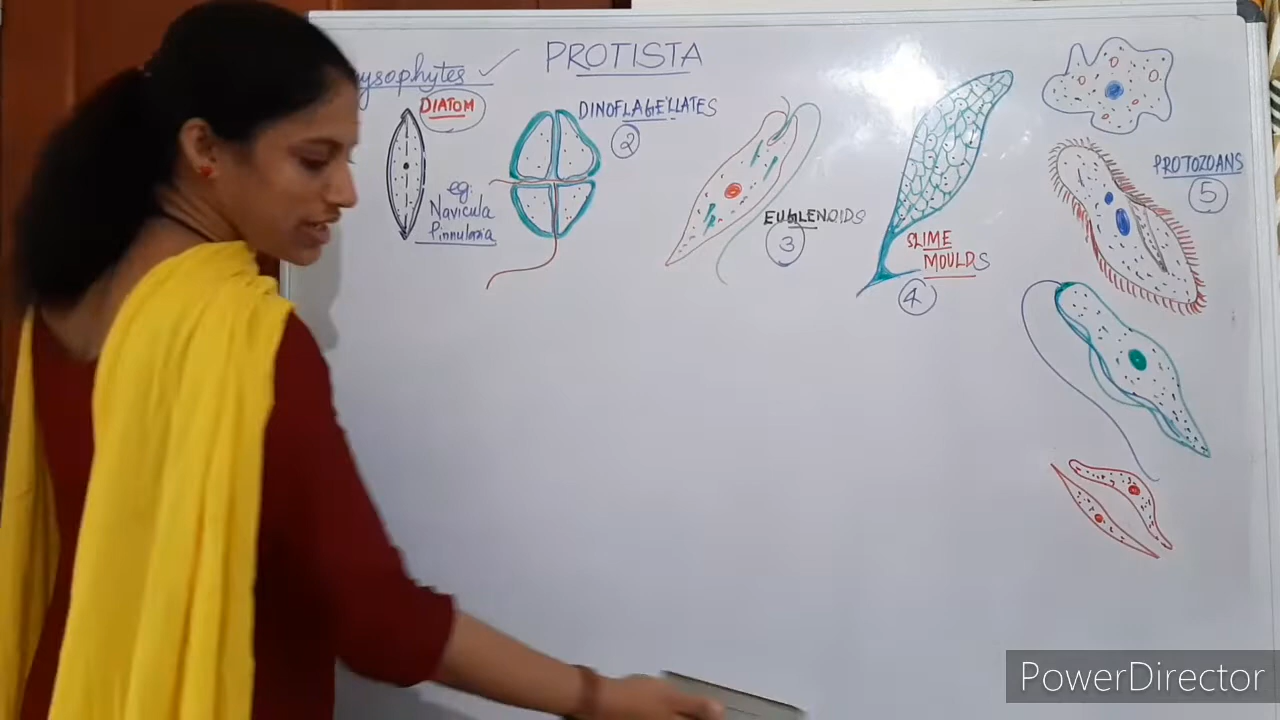 PROTISTA
ysophytes ✓
DIATOM
eg:
Navicula
Pinnularia
DINOFLAGELLATES
2
EUGLENOIDS
3
SLIME
MOULDS
4
PROTOZOANS
5
PowerDirector